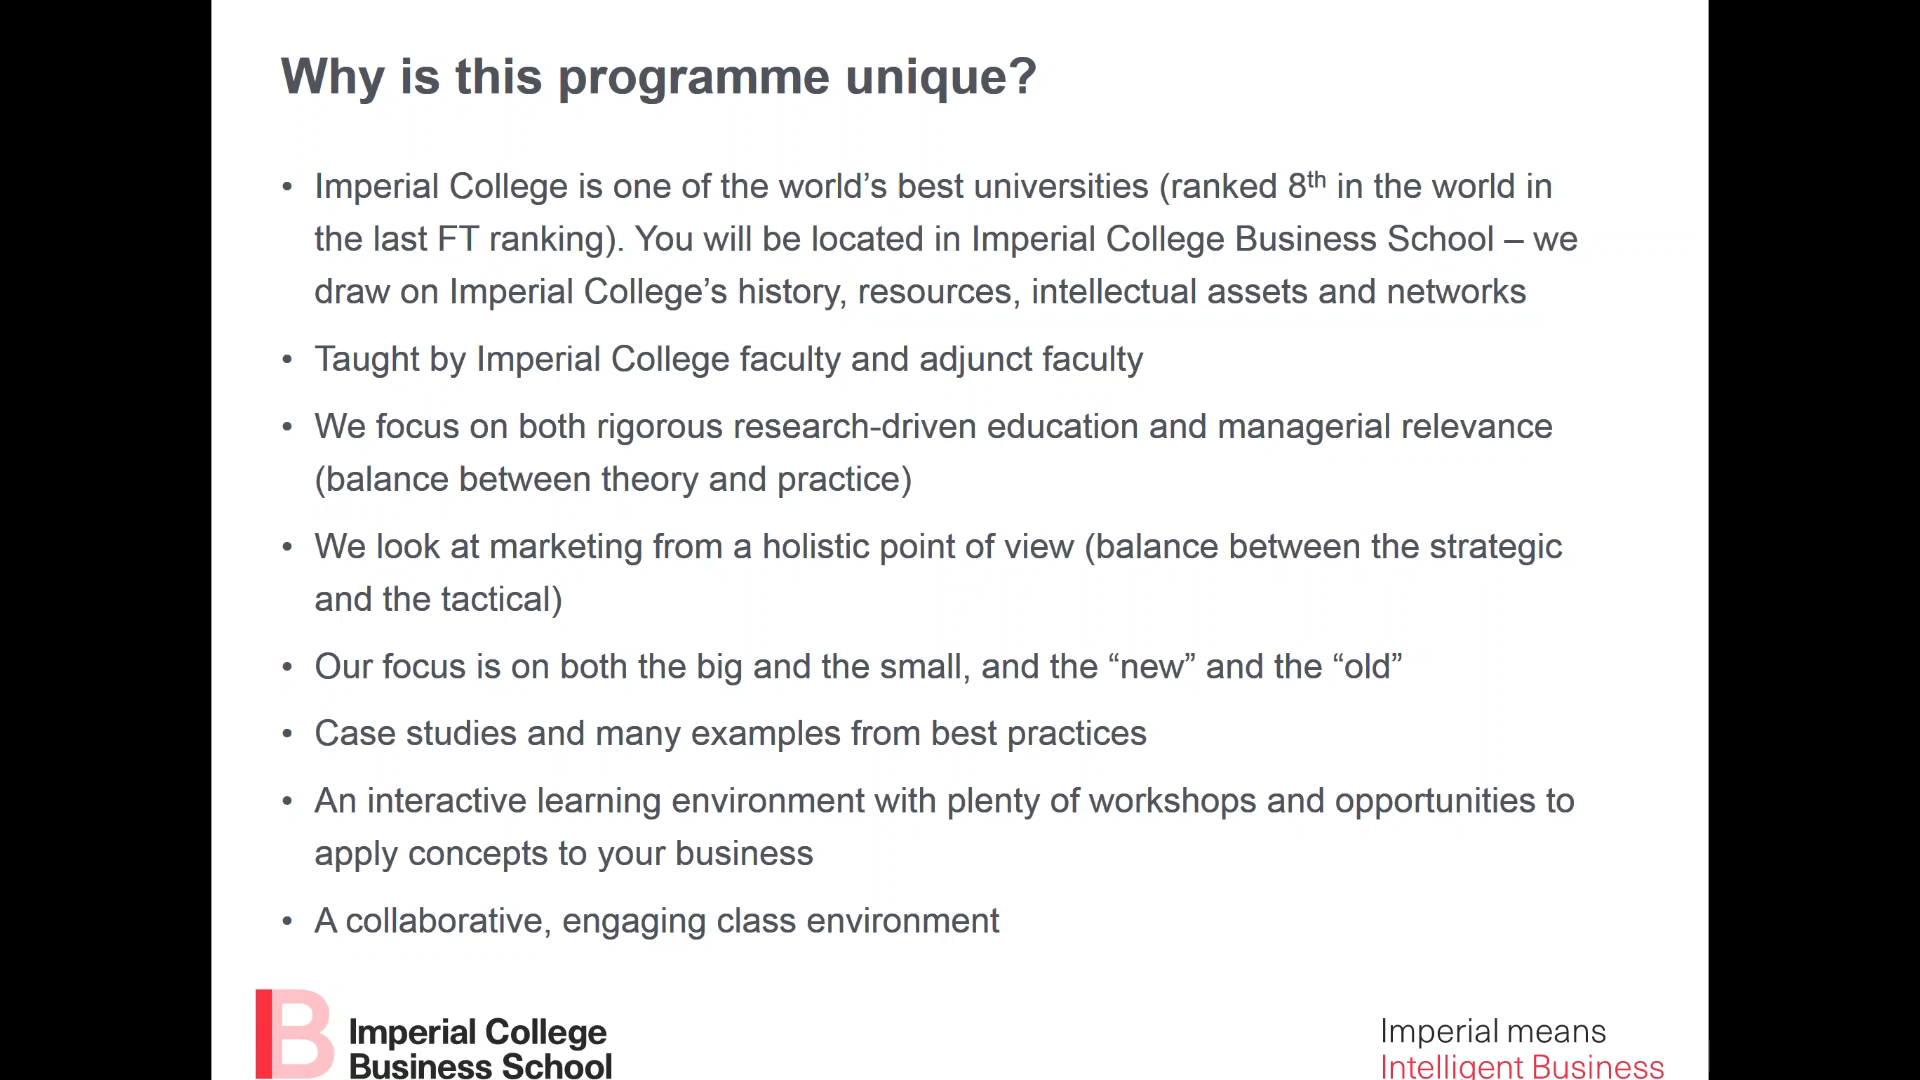 Why is this programme unique?
• Imperial College is one of the world’s best universities (ranked 8th in the world in
the last FT ranking). You will be located in Imperial College Business School – we
draw on Imperial College’s history, resources, intellectual assets and networks
• Taught by Imperial College faculty and adjunct faculty
• We focus on both rigorous research-driven education and managerial relevance
(balance between theory and practice)
• We look at marketing from a holistic point of view (balance between the strategic
and the tactical)
• Our focus is on both the big and the small, and the “new” and the “old”
• Case studies and many examples from best practices
• An interactive learning environment with plenty of workshops and opportunities to
apply concepts to your business
• A collaborative, engaging class environment
B
Imperial College
Business School
Imperial means
Intelligent Business